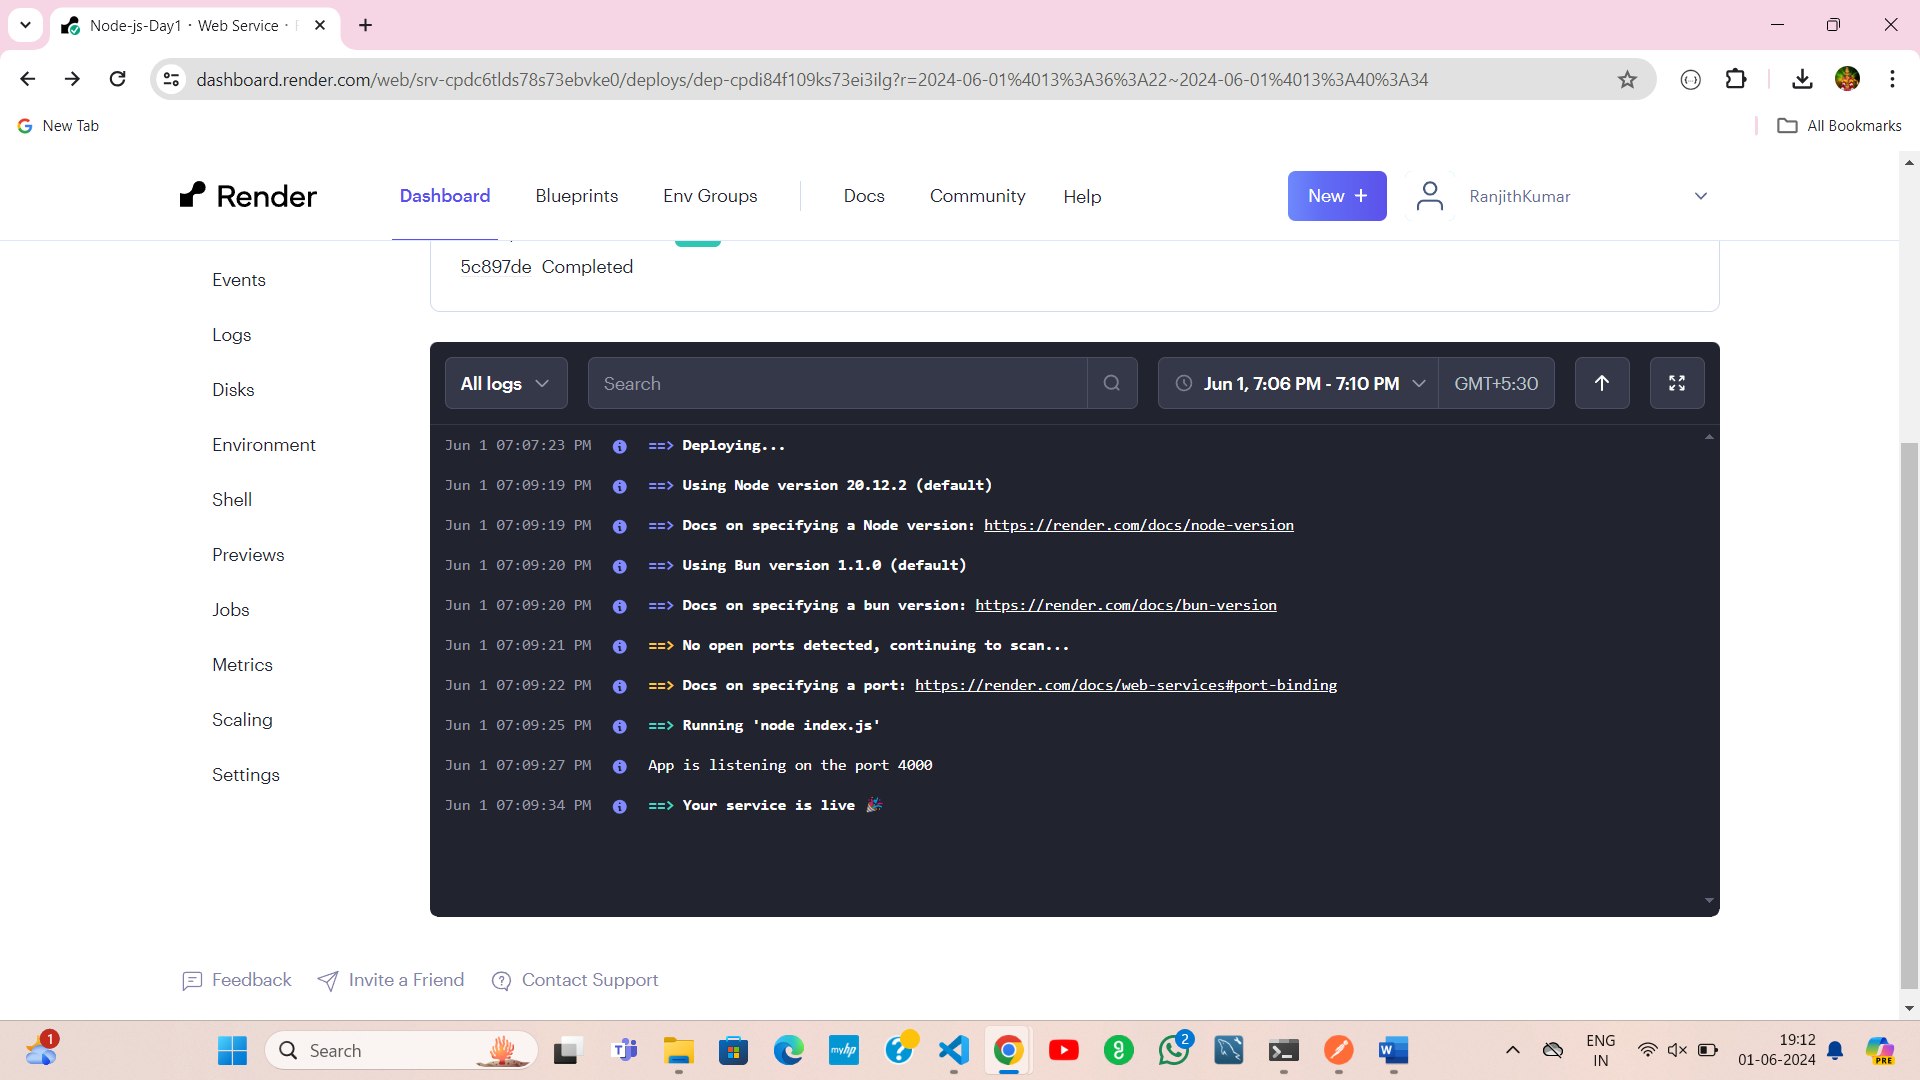 Node-js-Day1 · Web Service ·
dashboard.render.com/web/srv-cpdc6tlds78s73ebvke0/deploys/dep-cpdi84f109ks73ei3ilg?r=2024-06-01%4013%3A36%3A22~2024-06-01%4013%3A40%3A34
New Tab
All Bookmarks
Render
Dashboard
Blueprints
Env Groups
Docs
Community
Help
New +
RanjithKumar
5c897de Completed
Events
Logs
Disks
Environment
Shell
Previews
Jobs
Metrics
Scaling
Settings
All logs
Search
Jun 1, 7:06 PM - 7:10 PM
GMT+5:30
Jun 1 07:07:23 PM ==> Deploying...
Jun 1 07:09:19 PM ==> Using Node version 20.12.2 (default)
Jun 1 07:09:19 PM ==> Docs on specifying a Node version: https://render.com/docs/node-version
Jun 1 07:09:20 PM ==> Using Bun version 1.1.0 (default)
Jun 1 07:09:20 PM ==> Docs on specifying a bun version: https://render.com/docs/bun-version
Jun 1 07:09:21 PM ==> No open ports detected, continuing to scan...
Jun 1 07:09:22 PM ==> Docs on specifying a port: https://render.com/docs/web-services#port-binding
Jun 1 07:09:25 PM ==> Running 'node index.js'
Jun 1 07:09:27 PM App is listening on the port 4000
Jun 1 07:09:34 PM ==> Your service is live 🎉
Feedback
Invite a Friend
Contact Support
1
Search
myhp
2
ENG
IN
19:12
01-06-2024
PRE